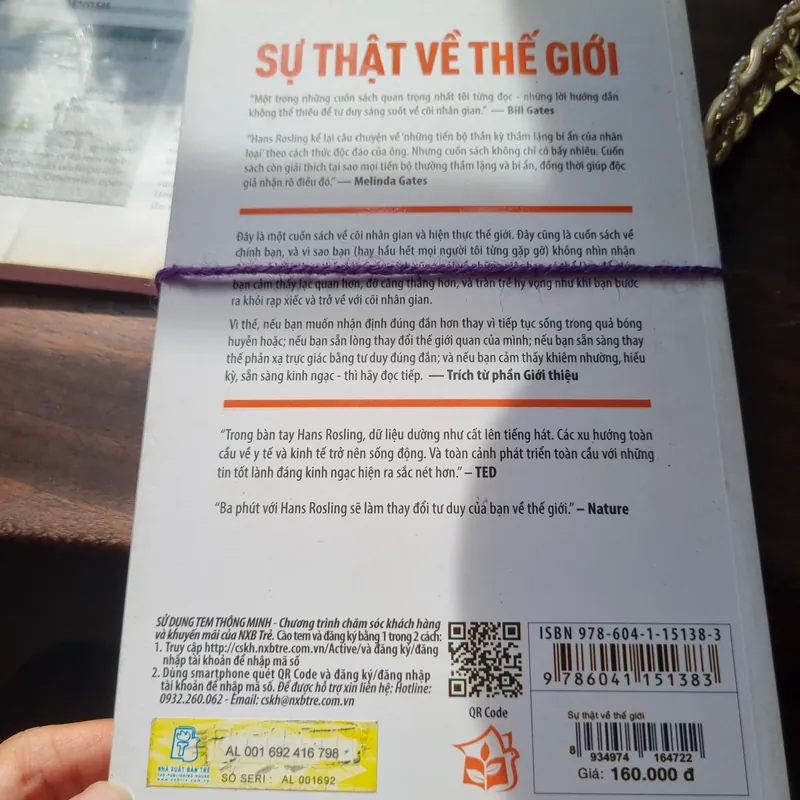 SỰ THẬT VỀ THẾ GIỚI
“Một trong những cuốn sách quan trọng nhất tôi từng đọc - những lời hướng dẫn
không thể thiếu để tư duy sáng suốt về cõi nhân gian.” — Bill Gates
“Hans Rosling kể lại câu chuyện về ‘những tiến bộ thần kỳ thầm lặng bí ẩn của nhân
loại’ theo cách thức độc đáo của ông. Nhưng cuốn sách không chỉ có bấy nhiêu. Cuốn
sách còn giải thích tại sao mọi tiến bộ thường thầm lặng và bí ẩn, đồng thời giúp độc
giả nhận rõ điều đó.” — Melinda Gates
Đây là một cuốn sách về cõi nhân gian và hiện thực thế giới. Đây cũng là cuốn sách về
chính bạn, và vì sao bạn (hay hầu hết mọi người tôi từng gặp gỡ) không nhìn nhận
bạn cảm thấy lạc quan hơn, đỡ căng thẳng hơn, và tràn trề hy vọng như khi bạn bước
ra khỏi rạp xiếc và trở về với cõi nhân gian.
Vì thế, nếu bạn muốn nhận định đúng đắn hơn thay vì tiếp tục sống trong quả bóng
huyễn hoặc; nếu bạn sẵn lòng thay đổi thế giới quan của mình; nếu bạn sẵn sàng thay
thế phản xạ trực giác bằng tư duy đúng đắn; và nếu bạn cảm thấy khiêm nhường, hiếu
kỳ, sẵn sàng kinh ngạc - thì hãy đọc tiếp. — Trích từ phần Giới thiệu
“Trong bàn tay Hans Rosling, dữ liệu dường như cất lên tiếng hát. Các xu hướng toàn
cầu về y tế và kinh tế trở nên sống động. Và toàn cảnh phát triển toàn cầu với những
tin tốt lành đáng kinh ngạc hiện ra sắc nét hơn.” – TED
“Ba phút với Hans Rosling sẽ làm thay đổi tư duy của bạn về thế giới.” – Nature
SỬ DỤNG TEM THÔNG MINH - Chương trình chăm sóc khách hàng
và khuyến mãi của NXB Trẻ. Cào tem và đăng ký bằng 1 trong 2 cách:
1. Truy cập http://cskh.nxbtre.com.vn/Active/và đăng ký/đăng
nhập tài khoản để nhập mã số
2. Dùng smartphone quét QR Code và đăng ký/đăng nhập
tài khoản để nhập mã số. Để được hỗ trợ xin liên hệ: Hotline:
0932.260.062 - Email: cskh@nxbtre.com.vn
QR Code
ISBN 978-604-1-15138-3
9 786041 151383
Sự thật về thế giới
8 934974 164722
Giá: 160.000 đ
NHÀ XUẤT BẢN TRẺ
AL 001 692 416 798
SỐ SERI : AL 001692